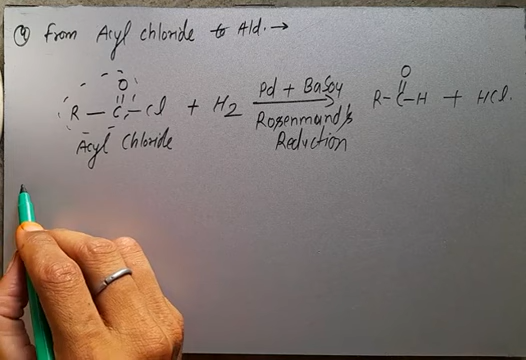 ④ From Acyl chloride to Ald. →
O
R — C — Cl + H2 Pd + BaSO4 → R - C - H + HCl.
O
Rosenmund's
Reduction
Acyl Chloride